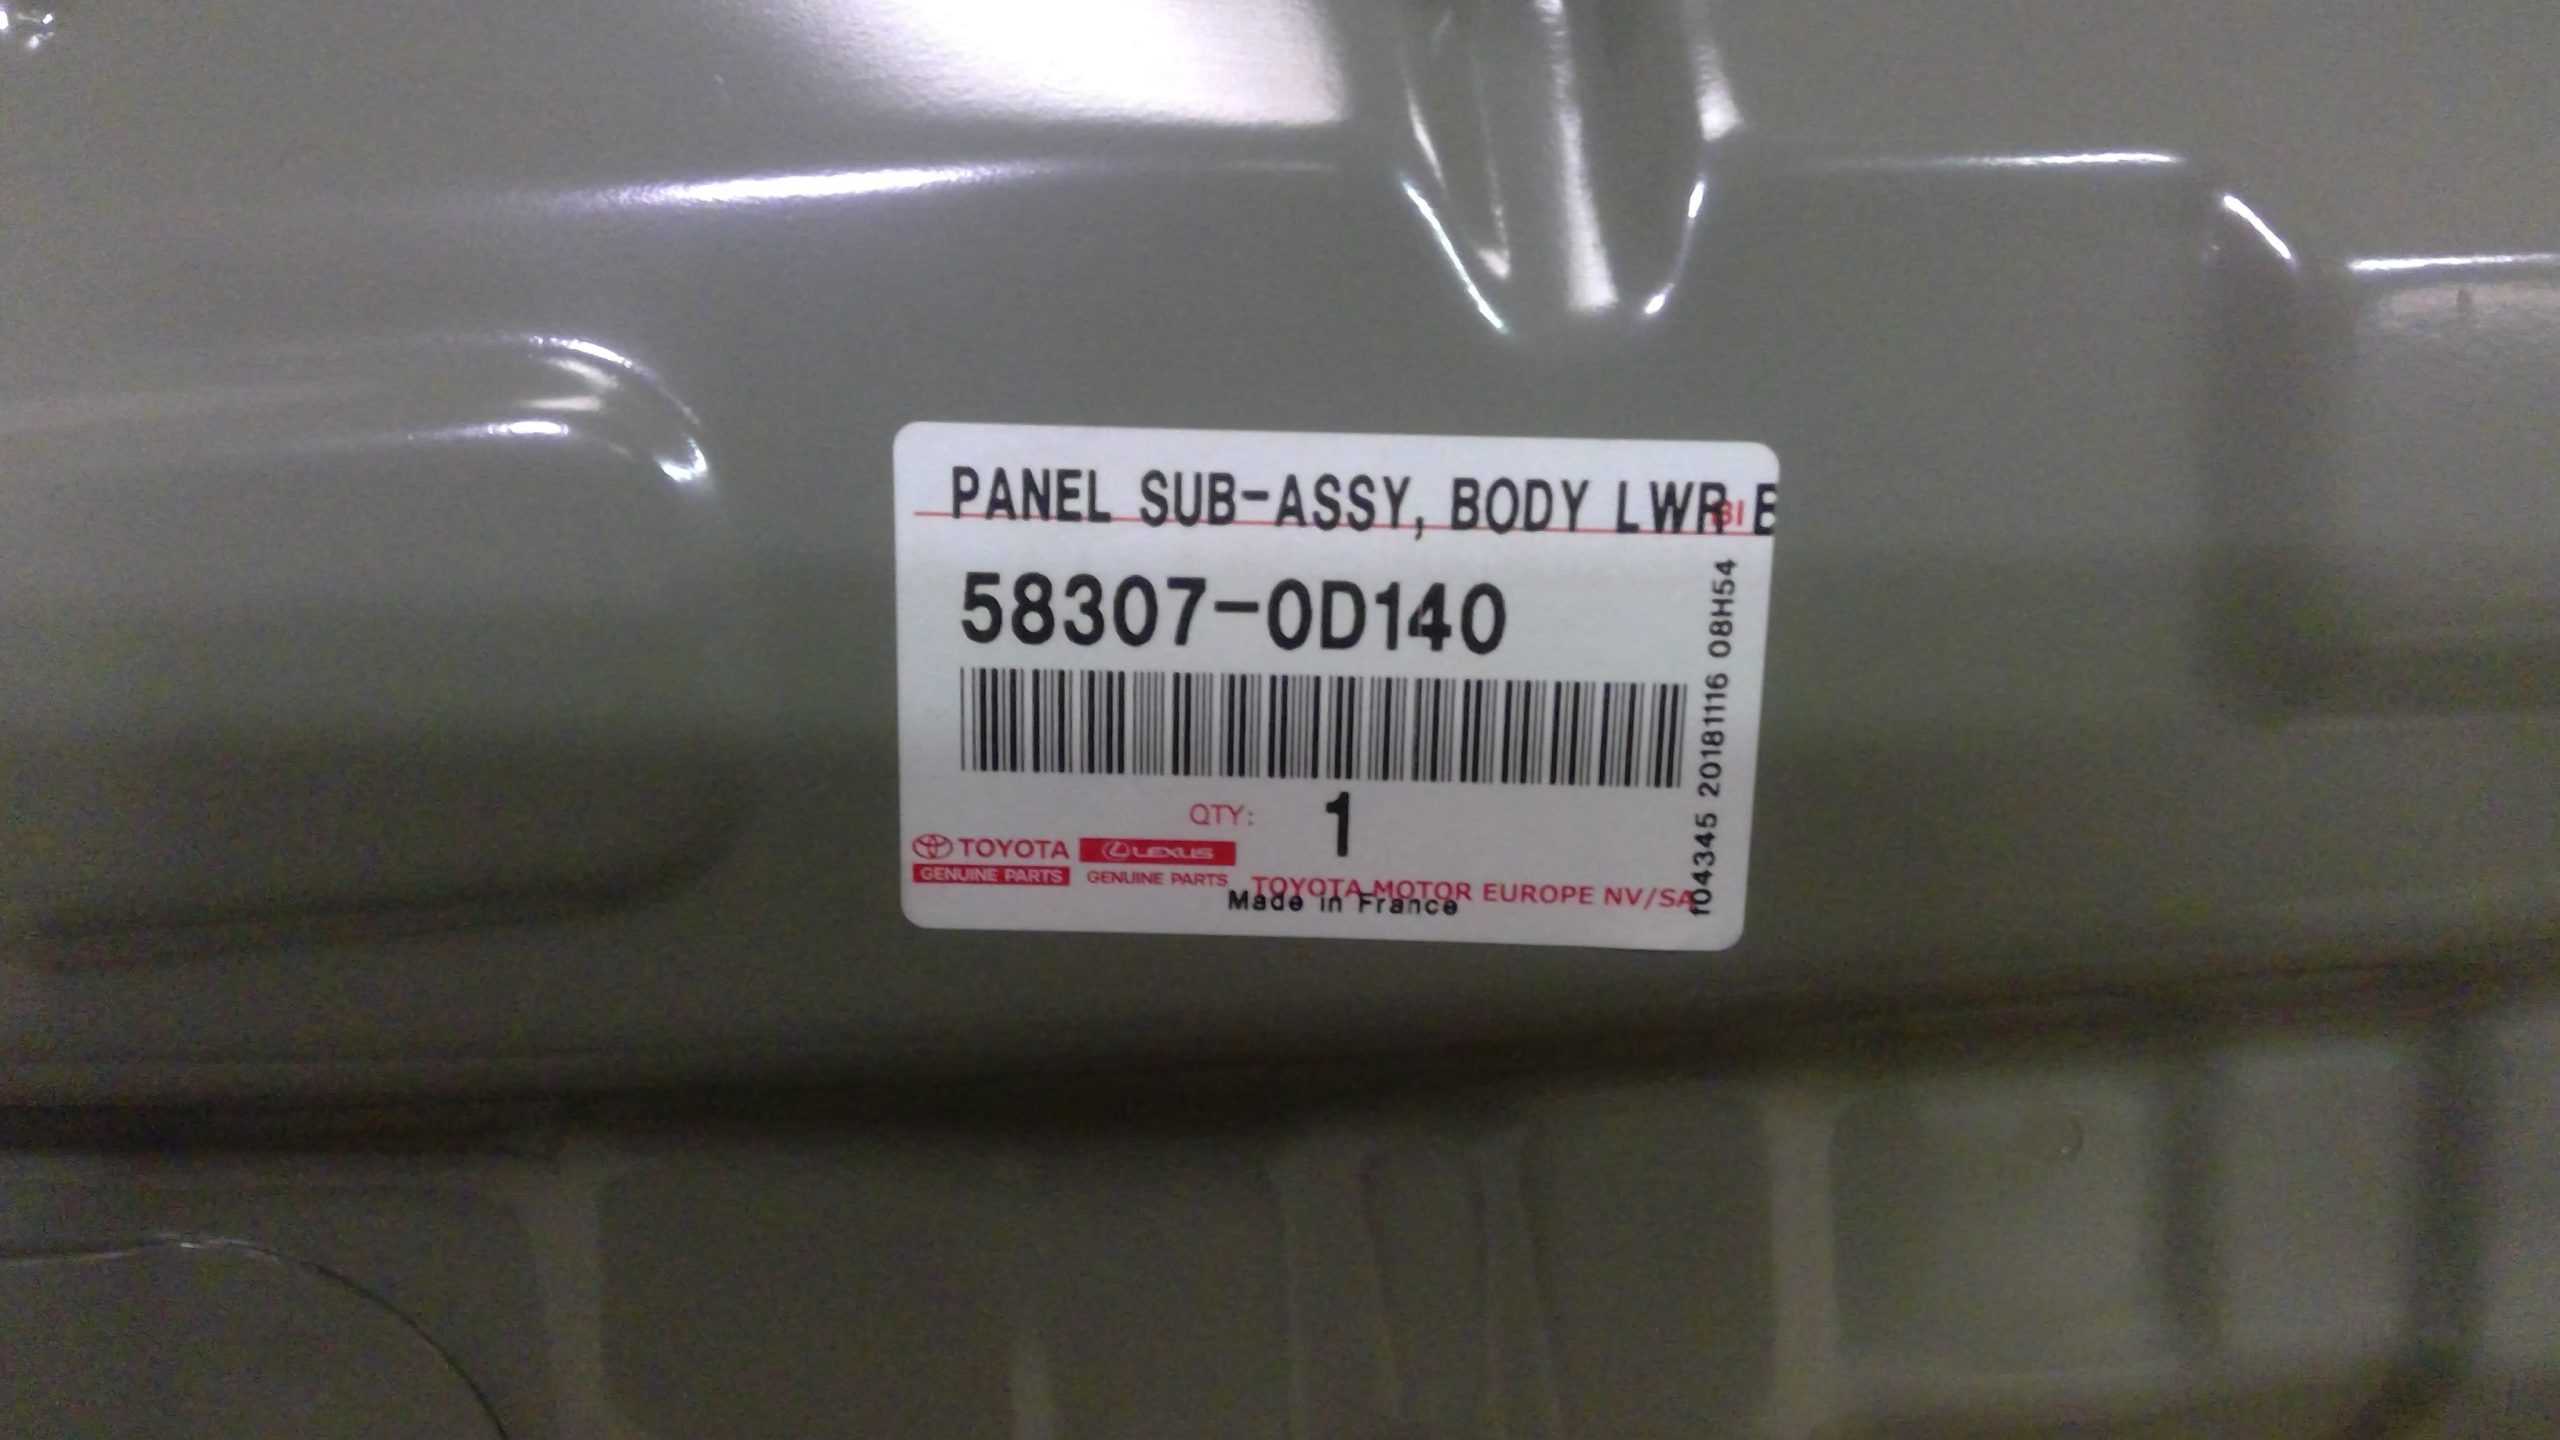 PANEL SUB-ASSY, BODY LWR B
58307-0D140
QTY: 1
TOYOTA
GENUINE PARTS
LEXUS
GENUINE PARTS
TOYOTA MOTOR EUROPE NV/SA
Made in France
f04345 20181116 08H54